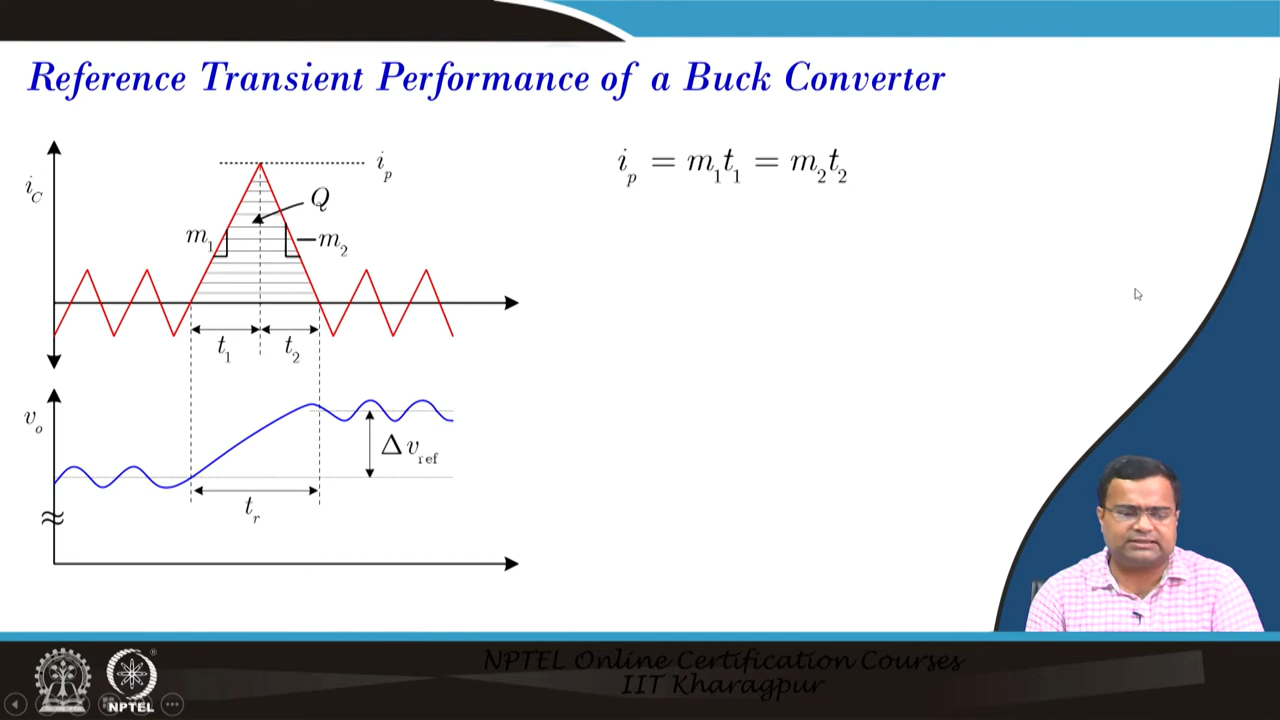 Reference Transient Performance of a Buck Converter
i_p = m_1t_1 = m_2t_2
i_C
i_p
Q
m_1
−m_2
t_1
t_2
v_o
Δv_ref
t_r
NPTEL Online Certification Courses
IIT Kharagpur
NPTEL